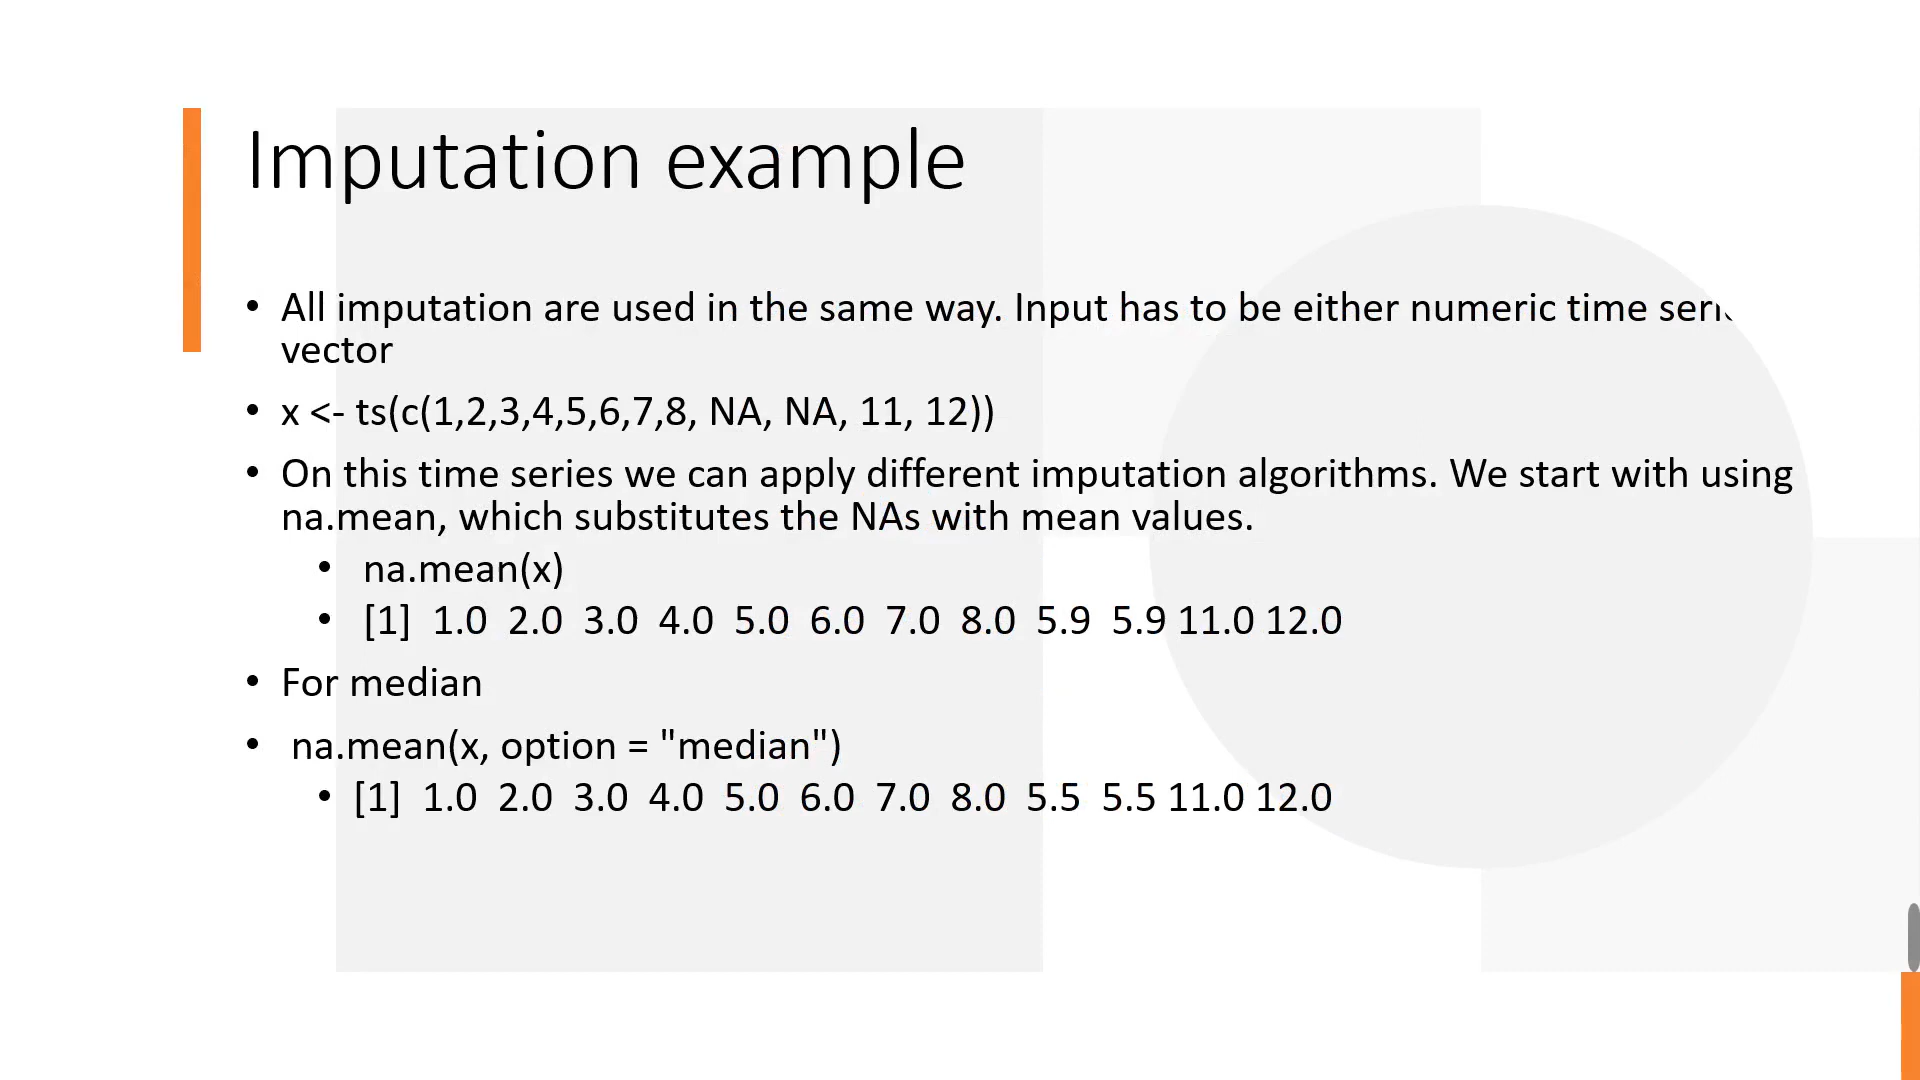 Imputation example
• All imputation are used in the same way. Input has to be either numeric time
vector
• x <- ts(c(1,2,3,4,5,6,7,8, NA, NA, 11, 12))
• On this time series we can apply different imputation algorithms. We start with using
na.mean, which substitutes the NAs with mean values.
• na.mean(x)
• [1] 1.0 2.0 3.0 4.0 5.0 6.0 7.0 8.0 5.9 5.9 11.0 12.0
• For median
• na.mean(x, option = "median")
• [1] 1.0 2.0 3.0 4.0 5.0 6.0 7.0 8.0 5.5 5.5 11.0 12.0